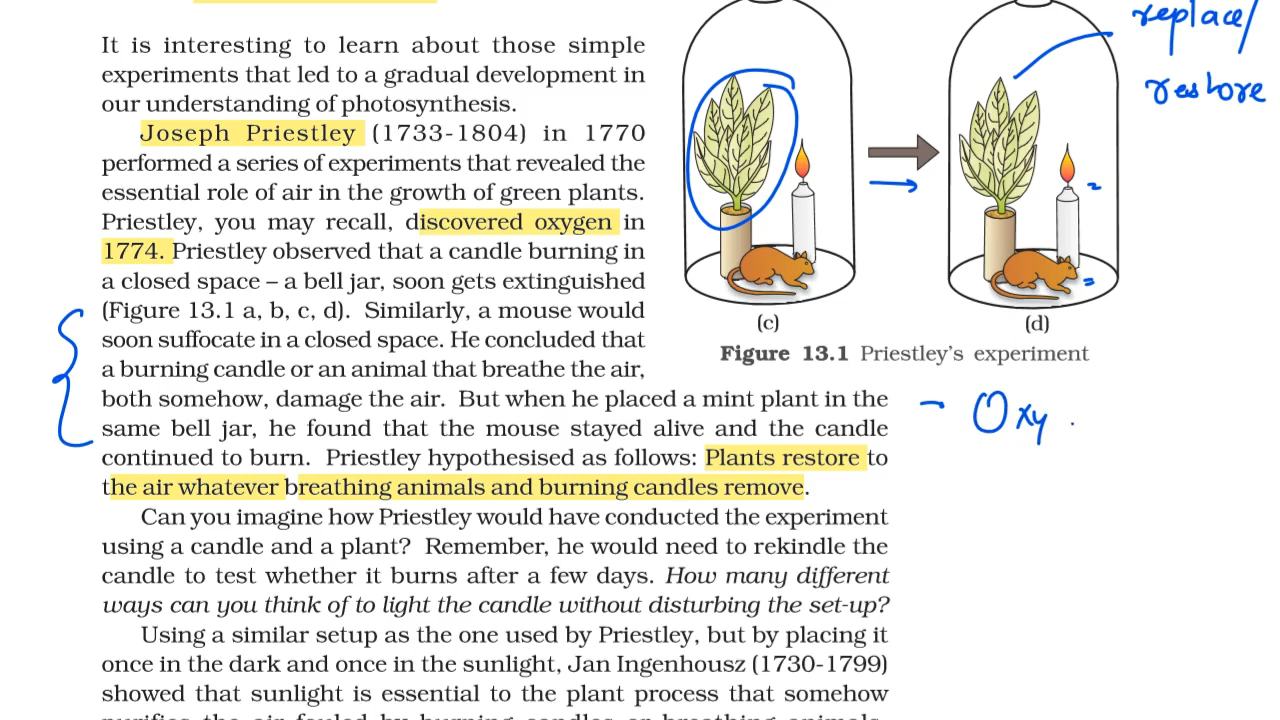 It is interesting to learn about those simple
experiments that led to a gradual development in
our understanding of photosynthesis.
Joseph Priestley (1733-1804) in 1770
performed a series of experiments that revealed the
essential role of air in the growth of green plants.
Priestley, you may recall, discovered oxygen in
1774. Priestley observed that a candle burning in
a closed space – a bell jar, soon gets extinguished
(Figure 13.1 a, b, c, d). Similarly, a mouse would
soon suffocate in a closed space. He concluded that
a burning candle or an animal that breathe the air,
both somehow, damage the air. But when he placed a mint plant in the
same bell jar, he found that the mouse stayed alive and the candle
continued to burn. Priestley hypothesised as follows: Plants restore to
the air whatever breathing animals and burning candles remove.
Can you imagine how Priestley would have conducted the experiment
using a candle and a plant? Remember, he would need to rekindle the
candle to test whether it burns after a few days. How many different
ways can you think of to light the candle without disturbing the set-up?
Using a similar setup as the one used by Priestley, but by placing it
once in the dark and once in the sunlight, Jan Ingenhousz (1730-1799)
showed that sunlight is essential to the plant process that somehow
purifies the air fouled by burning candles or breathing animals.
replace/
restore
(c)
(d)
Figure 13.1 Priestley's experiment
- Oxy